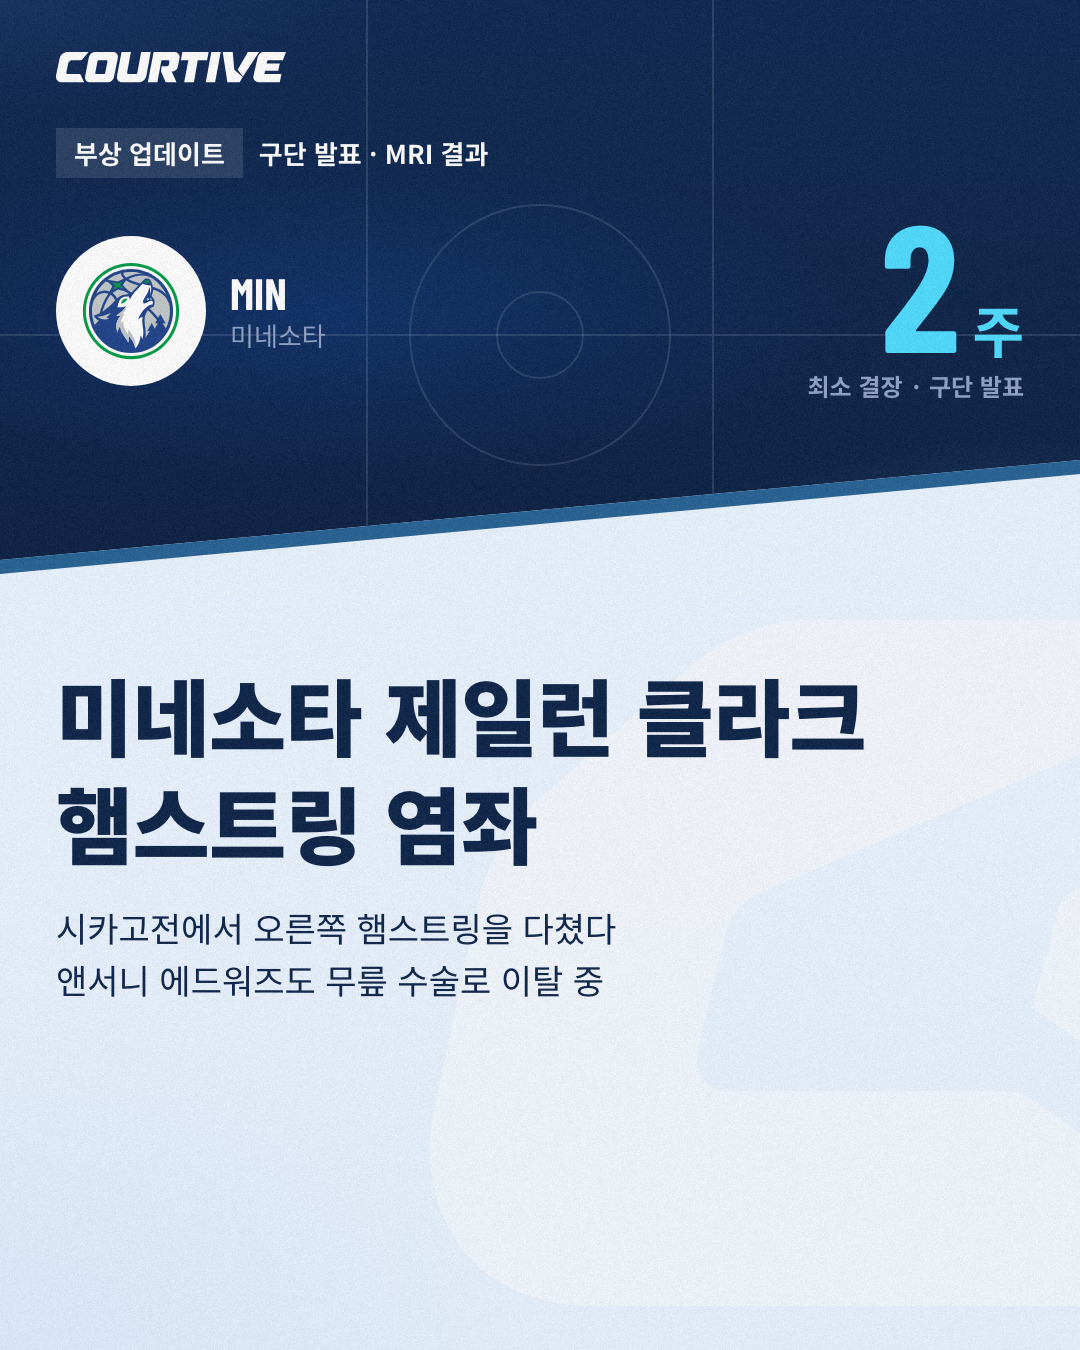 COURTIVE
부상 업데이트 구단 발표 · MRI 결과
MIN
미네소타
2주
최소 결장 · 구단 발표
미네소타 제일런 클라크
햄스트링 염좌
시카고전에서 오른쪽 햄스트링을 다쳤다
앤서니 에드워즈도 무릎 수술로 이탈 중